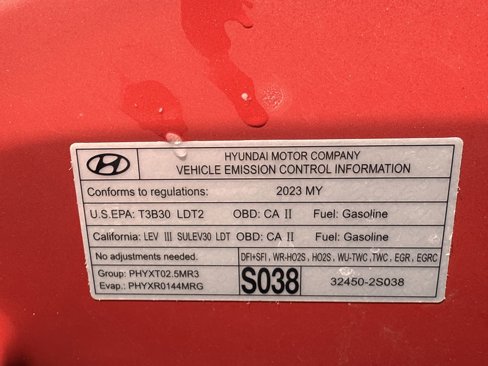 HYUNDAI MOTOR COMPANY
VEHICLE EMISSION CONTROL INFORMATION
Conforms to regulations: 2023 MY
U.S.EPA: T3B30 LDT2 OBD: CA II Fuel: Gasoline
California: LEV III SULEV30 LDT OBD: CA II Fuel: Gasoline
No adjustments needed. DFI+SFI, WR-HO2S, HO2S, WU-TWC, TWC, EGR, EGRC
Group: PHYXT02.5MR3
Evap.: PHYXR0144MRG
S038
32450-2S038